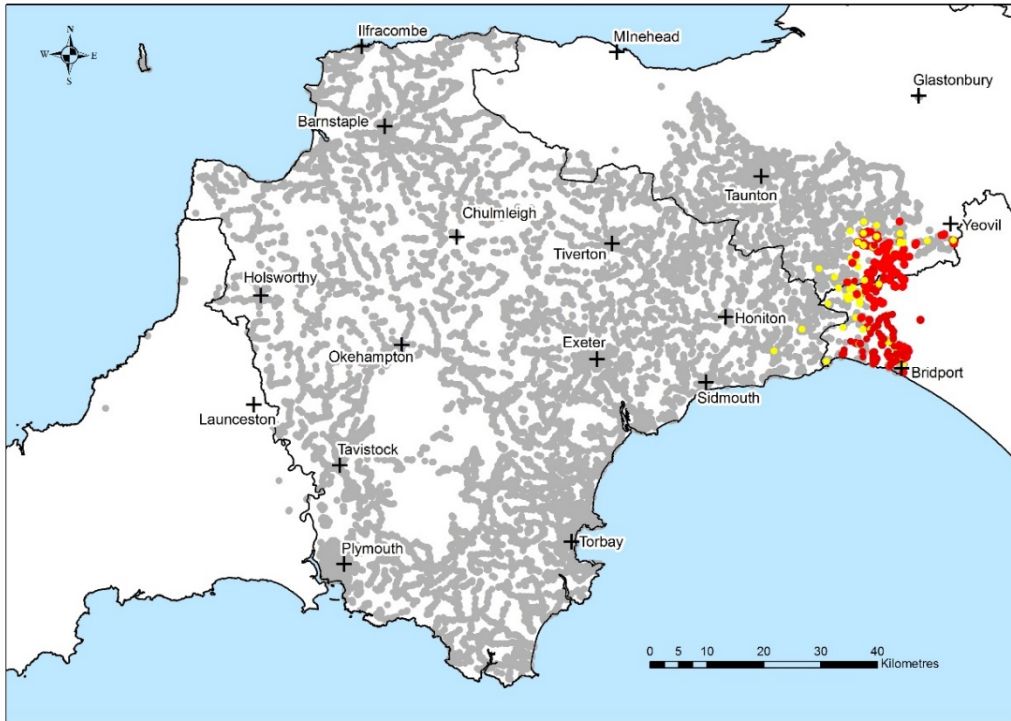 Ilfracombe
MInehead
N
W E
S
Glastonbury
Barnstaple
Taunton
Chulmleigh
Yeovil
Tiverton
Holsworthy
Honiton
Okehampton
Exeter
Bridport
Sidmouth
Launceston
Tavistock
Torbay
Plymouth
0 5 10 20 30 40
Kilometres